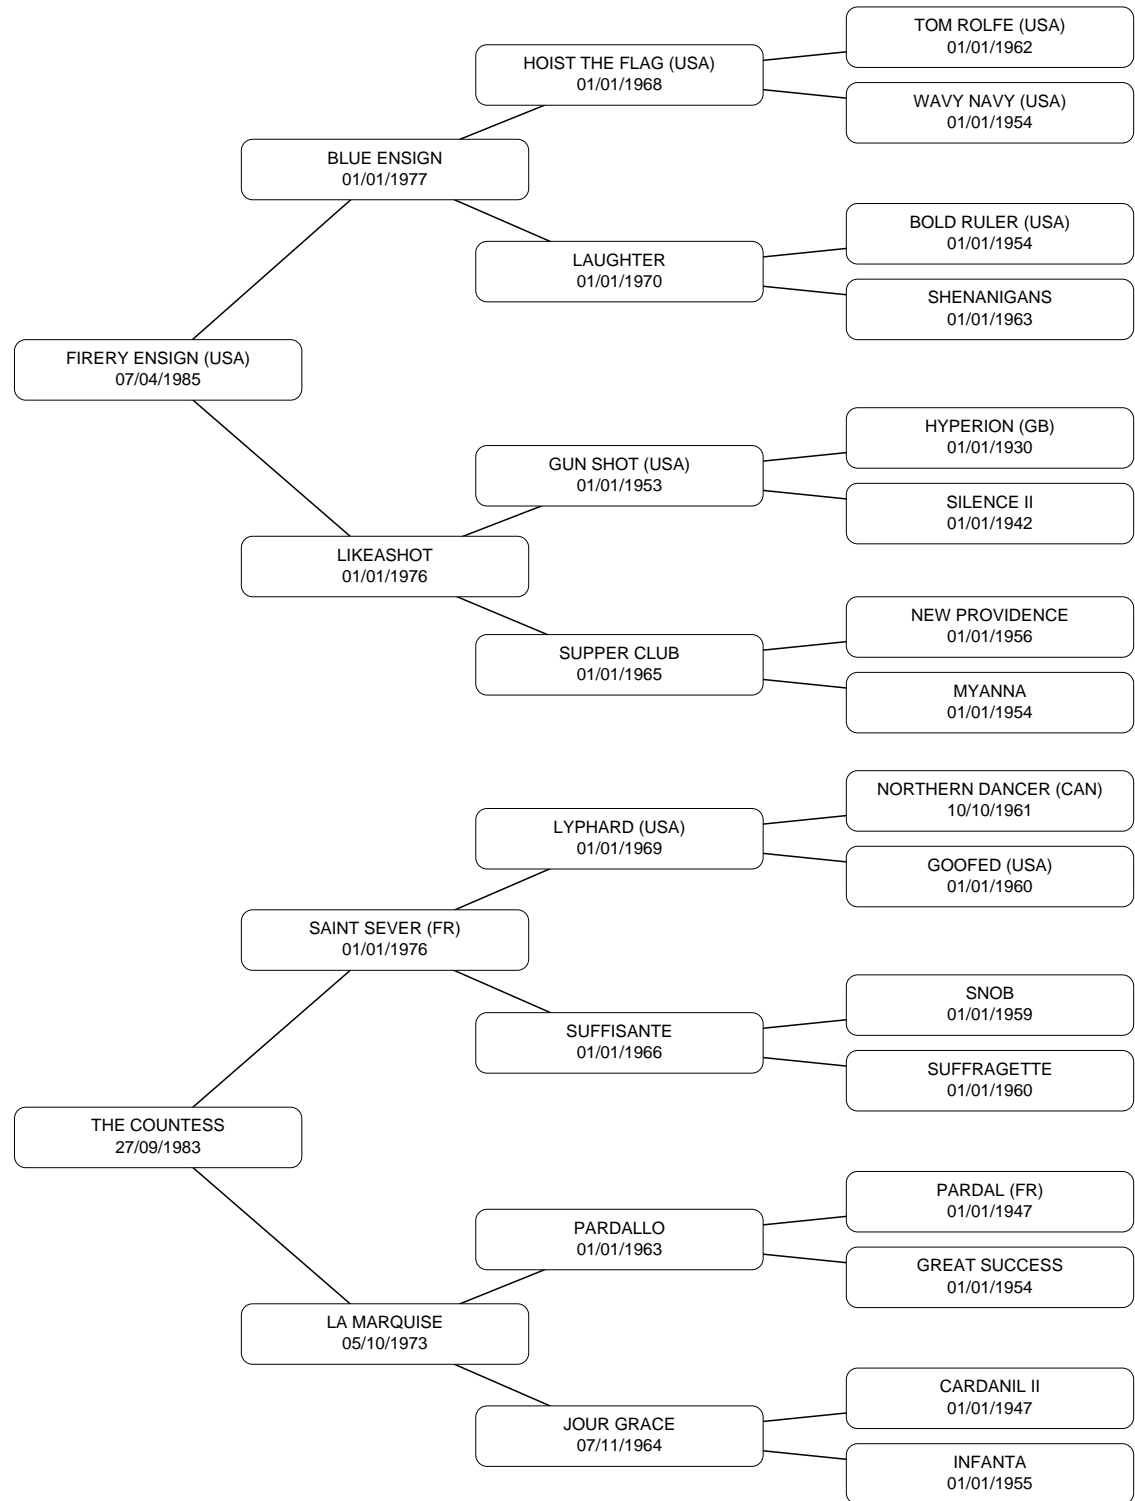 TOM ROLFE (USA)
01/01/1962
HOIST THE FLAG (USA)
01/01/1968
WAVY NAVY (USA)
01/01/1954
BLUE ENSIGN
01/01/1977
BOLD RULER (USA)
01/01/1954
LAUGHTER
01/01/1970
SHENANIGANS
01/01/1963
FIRERY ENSIGN (USA)
07/04/1985
HYPERION (GB)
01/01/1930
GUN SHOT (USA)
01/01/1953
SILENCE II
01/01/1942
LIKEASHOT
01/01/1976
NEW PROVIDENCE
01/01/1956
SUPPER CLUB
01/01/1965
MYANNA
01/01/1954
NORTHERN DANCER (CAN)
10/10/1961
LYPHARD (USA)
01/01/1969
GOOFED (USA)
01/01/1960
SAINT SEVER (FR)
01/01/1976
SNOB
01/01/1959
SUFFISANTE
01/01/1966
SUFFRAGETTE
01/01/1960
THE COUNTESS
27/09/1983
PARDAL (FR)
01/01/1947
PARDALLO
01/01/1963
GREAT SUCCESS
01/01/1954
LA MARQUISE
05/10/1973
CARDANIL II
01/01/1947
JOUR GRACE
07/11/1964
INFANTA
01/01/1955